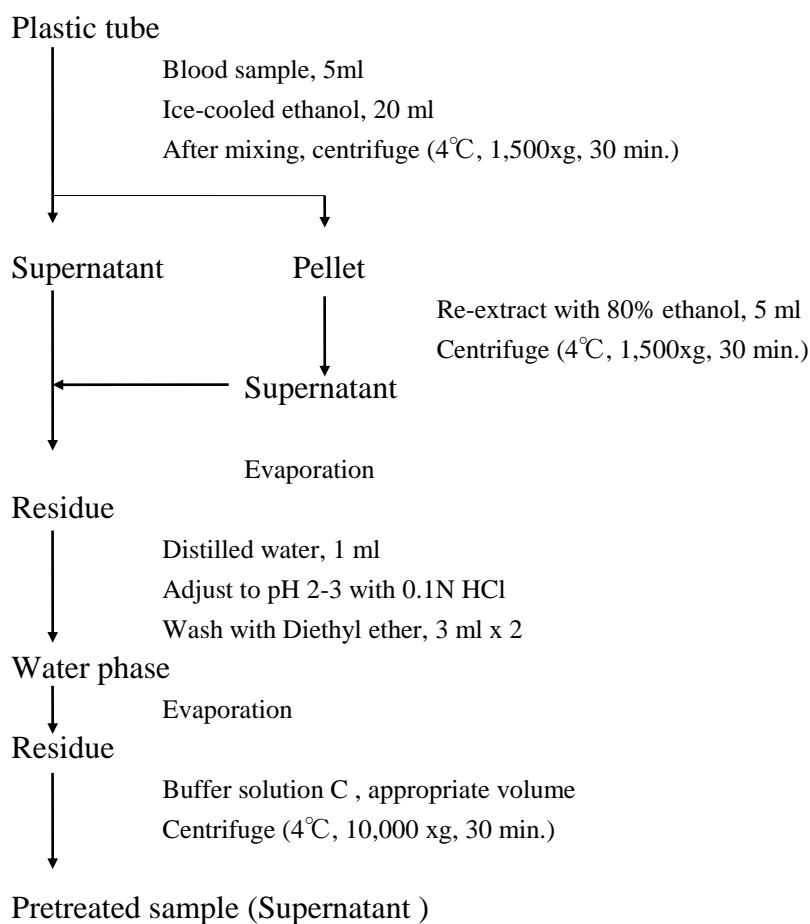 Plastic tube
Blood sample, 5ml
Ice-cooled ethanol, 20 ml
After mixing, centrifuge (4℃, 1,500xg, 30 min.)
Supernatant
Pellet
Re-extract with 80% ethanol, 5 ml
Centrifuge (4℃, 1,500xg, 30 min.)
Supernatant
Evaporation
Residue
Distilled water, 1 ml
Adjust to pH 2-3 with 0.1N HCl
Wash with Diethyl ether, 3 ml x 2
Water phase
Evaporation
Residue
Buffer solution C , appropriate volume
Centrifuge (4℃, 10,000 xg, 30 min.)
Pretreated sample (Supernatant )